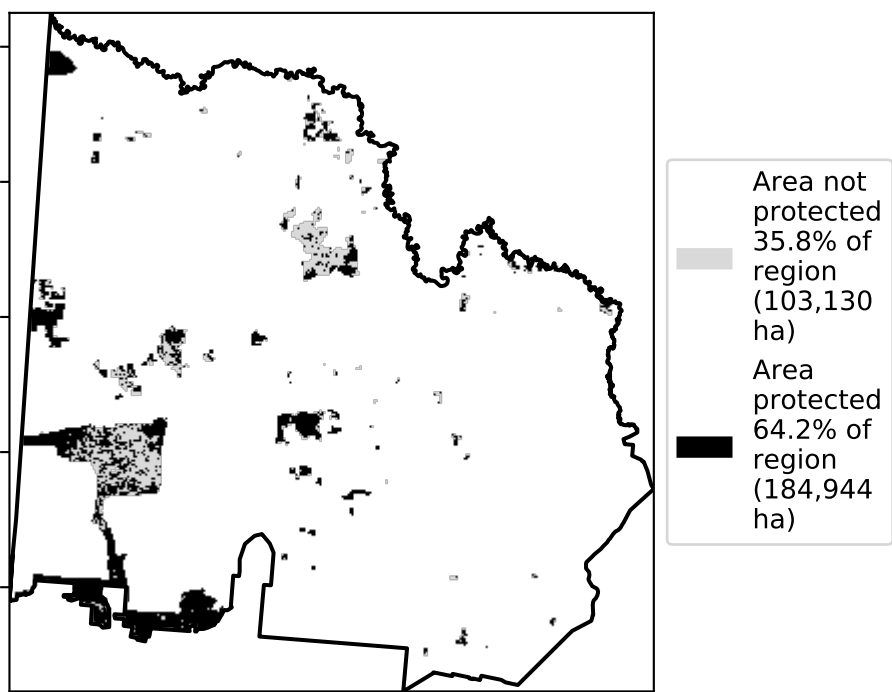 Area not
protected
35.8% of
region
(103,130
ha)
Area
protected
64.2% of
region
(184,944
ha)